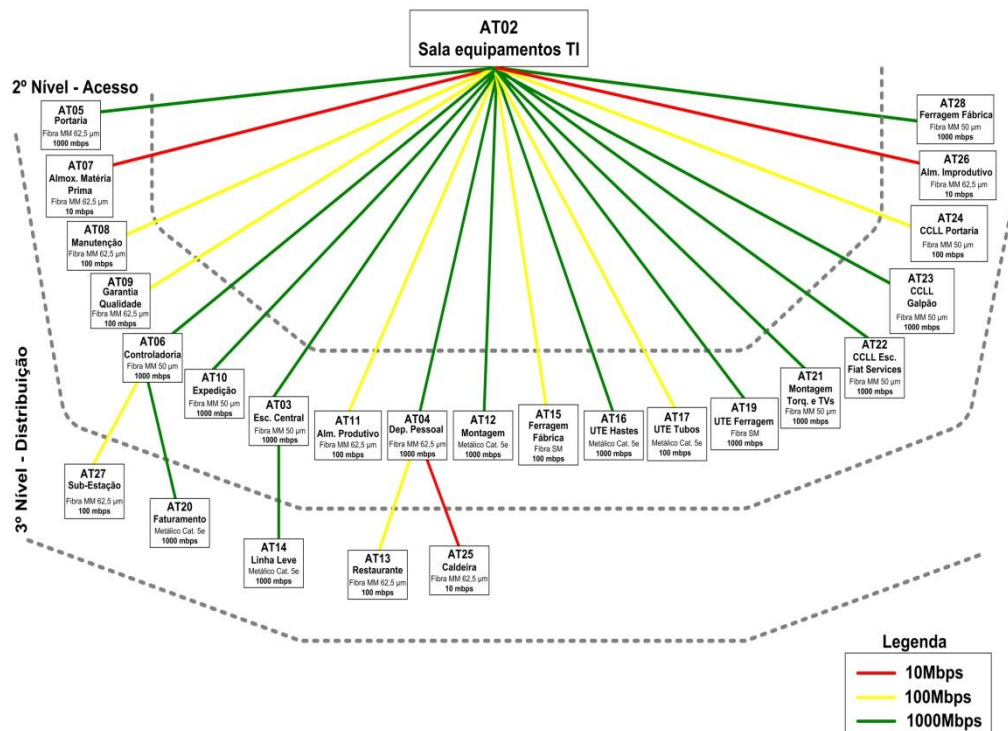 AT02
Sala equipamentos TI
2º Nível - Acesso
AT05
Portaria
Fibra MM 62,5 µm
1000 mbps
AT07
Almox. Matéria
Prima
Fibra MM 62,5 µm
10 mbps
AT08
Manutenção
Fibra MM 62,5 µm
100 mbps
AT09
Garantia
Qualidade
Fibra MM 62,5 µm
100 mbps
AT06
Controladoria
Fibra MM 50 µm
1000 mbps
AT10
Expedição
Fibra MM 50 µm
1000 mbps
AT03
Esc. Central
Fibra MM 50 µm
1000 mbps
AT11
Alm. Produtivo
Fibra MM 62,5 µm
100 mbps
AT04
Dep. Pessoal
Fibra MM 62,5 µm
1000 mbps
AT12
Montagem
Metálico Cat. 5e
1000 mbps
AT15
Ferragem
Fábrica
Fibra SM
100 mbps
AT16
UTE Hastes
Metálico Cat. 5e
1000 mbps
AT17
UTE Tubos
Metálico Cat. 5e
100 mbps
AT19
UTE Ferragem
Fibra SM
1000 mbps
AT21
Montagem
Torq. e TVs
Fibra MM 50 µm
1000 mbps
AT22
CCLL Esc.
Fiat Services
Fibra MM 50 µm
1000 mbps
AT23
CCLL
Galpão
Fibra MM 50 µm
1000 mbps
AT24
CCLL Portaria
Fibra MM 50 µm
100 mbps
AT26
Alm. Improdutivo
Fibra MM 62,5 µm
10 mbps
AT28
Ferragem Fábrica
Fibra MM 50 µm
1000 mbps
3º Nível - Distribuição
AT27
Sub-Estação
Fibra MM 62,5 µm
100 mbps
AT20
Faturamento
Metálico Cat. 5e
1000 mbps
AT14
Linha Leve
Metálico Cat. 5e
1000 mbps
AT13
Restaurante
Fibra MM 62,5 µm
100 mbps
AT25
Caldeira
Fibra MM 62,5 µm
10 mbps
Legenda
10Mbps
100Mbps
1000Mbps